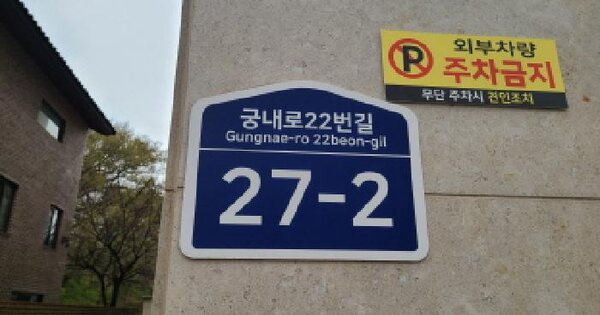 궁내로22번길
Gungnae-ro 22beon-gil
27-2
P
외부차량
주차금지
무단 주차시 견인조치